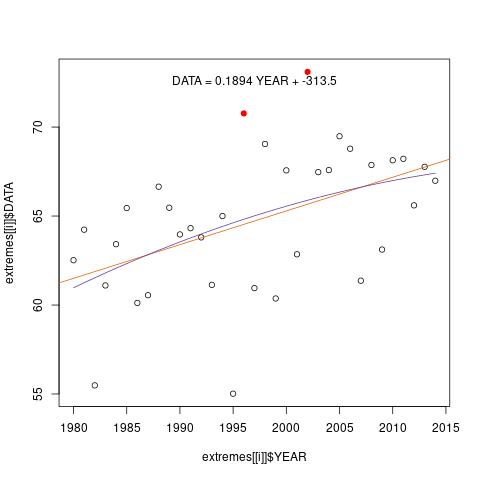 DATA = 0.1894 YEAR + -313.5
70
65
60
55
extremes[[i]]$DATA
1980 1985 1990 1995 2000 2005 2010 2015
extremes[[i]]$YEAR